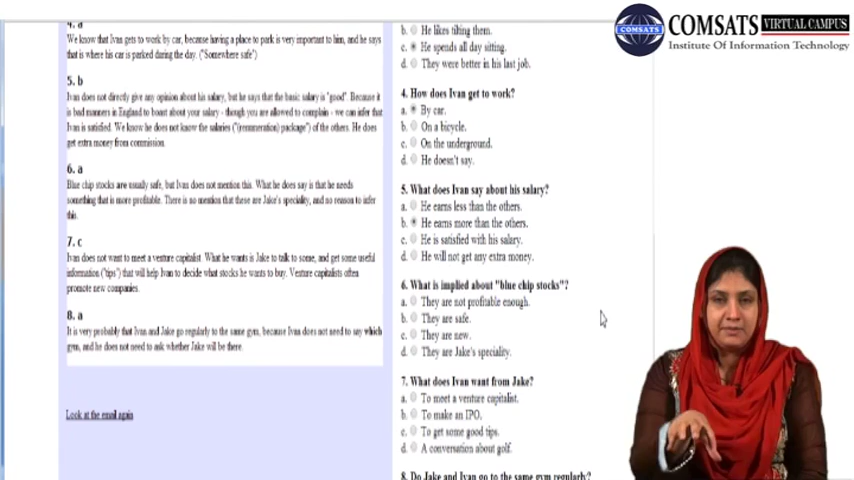 4. a
We know that Ivan gets to work by car, because having a place to park is very important to him, and he says
that is where his car is parked during the day. ("Somewhere safe")
5. b
Ivan does not directly give any opinion about his salary, but he says that the basic salary is "good". Because it
is bad manners in England to boast about your salary - though you are allowed to complain - we can infer that
Ivan is satisfied. We know he does not know the salaries ("(remuneration) package") of the others. He does
get extra money from commission.
6. a
Blue chip stocks are usually safe, but Ivan does not mention this. What he does say is that he needs
something that is more profitable. There is no mention that these are Jake's speciality, and no reason to infer
this.
7. c
Ivan does not want to meet a venture capitalist. What he wants is Jake to talk to some, and get some useful
information ("tips") that will help Ivan to decide what stocks he wants to buy. Venture capitalists often
promote new companies.
8. a
It is very probably that Ivan and Jake go regularly to the same gym, because Ivan does not need to say which
gym, and he does not need to ask whether Jake will be there.
Look at the email again
b. He likes tilting them.
c. He spends all day sitting.
d. They were better in his last job.
4. How does Ivan get to work?
a. By car.
b. On a bicycle.
c. On the underground.
d. He doesn't say.
5. What does Ivan say about his salary?
a. He earns less than the others.
b. He earns more than the others.
c. He is satisfied with his salary.
d. He will not get any extra money.
6. What is implied about "blue chip stocks"?
a. They are not profitable enough.
b. They are safe.
c. They are new.
d. They are Jake's speciality.
7. What does Ivan want from Jake?
a. To meet a venture capitalist.
b. To make an IPO.
c. To get some good tips.
d. A conversation about golf.
8. Do Jake and Ivan go to the same gym regularly?
COMSATS
COMSATS VIRTUAL CAMPUS
Institute Of Information Technology